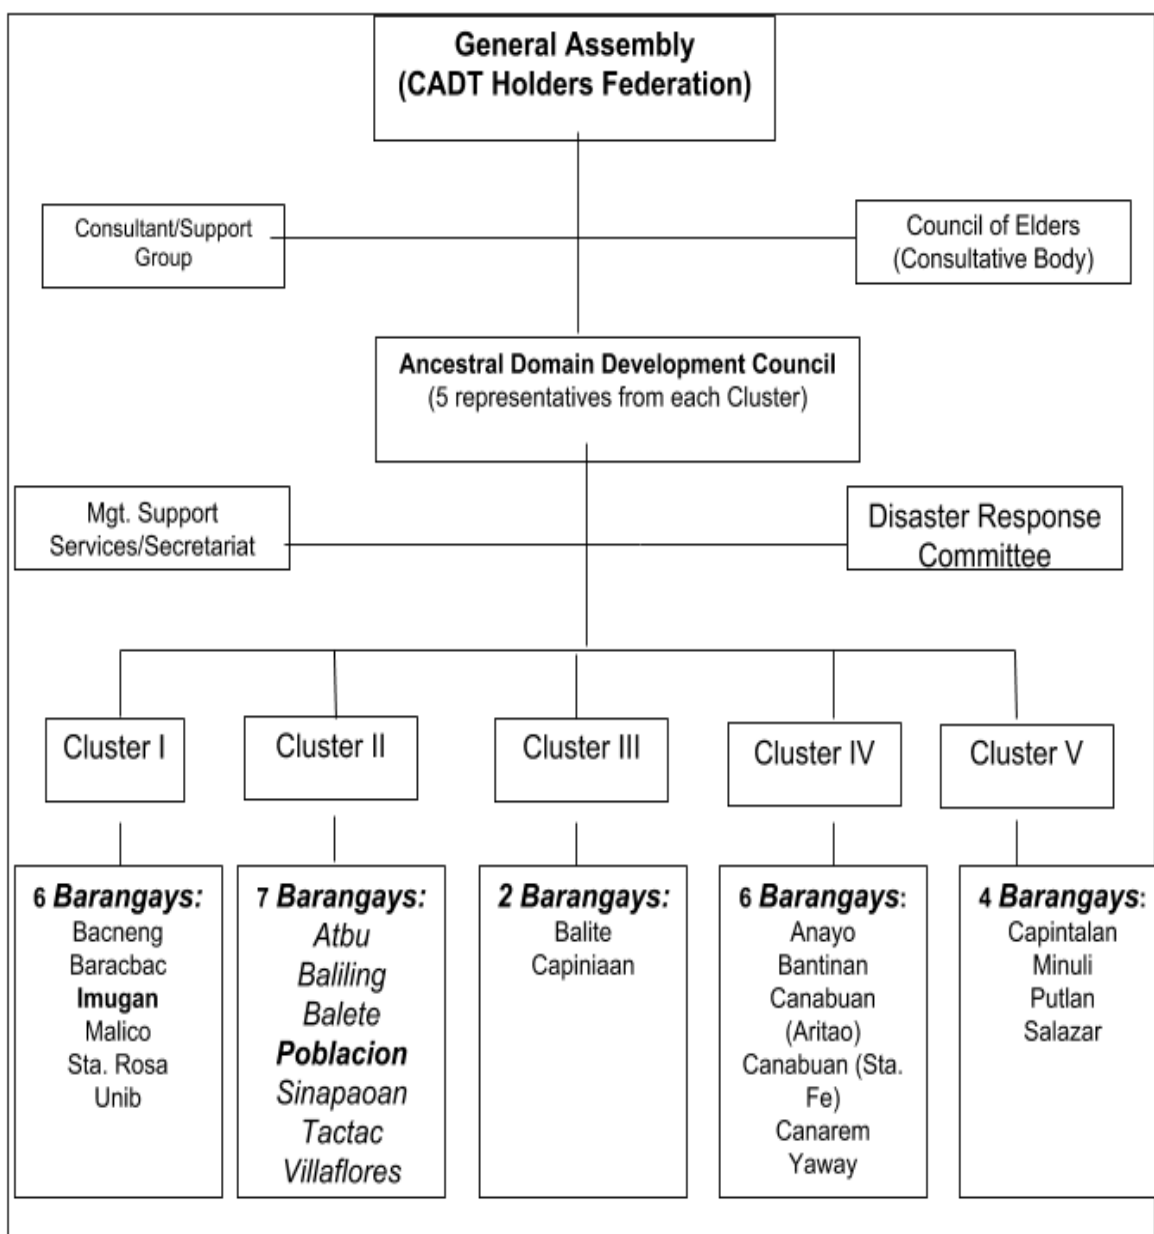 General Assembly
(CADT Holders Federation)
Consultant/Support
Group
Council of Elders
(Consultative Body)
Ancestral Domain Development Council
(5 representatives from each Cluster)
Mgt. Support
Services/Secretariat
Disaster Response
Committee
Cluster I
Cluster II
Cluster III
Cluster IV
Cluster V
6 Barangays:
Bacneng
Baracbac
Imugan
Malico
Sta. Rosa
Unib
7 Barangays:
Atbu
Baliling
Balete
Poblacion
Sinapaoan
Tactac
Villaflores
2 Barangays:
Balite
Capiniaan
6 Barangays:
Anayo
Bantinan
Canabuan
(Aritao)
Canabuan (Sta.
Fe)
Canarem
Yaway
4 Barangays:
Capintalan
Minuli
Putlan
Salazar